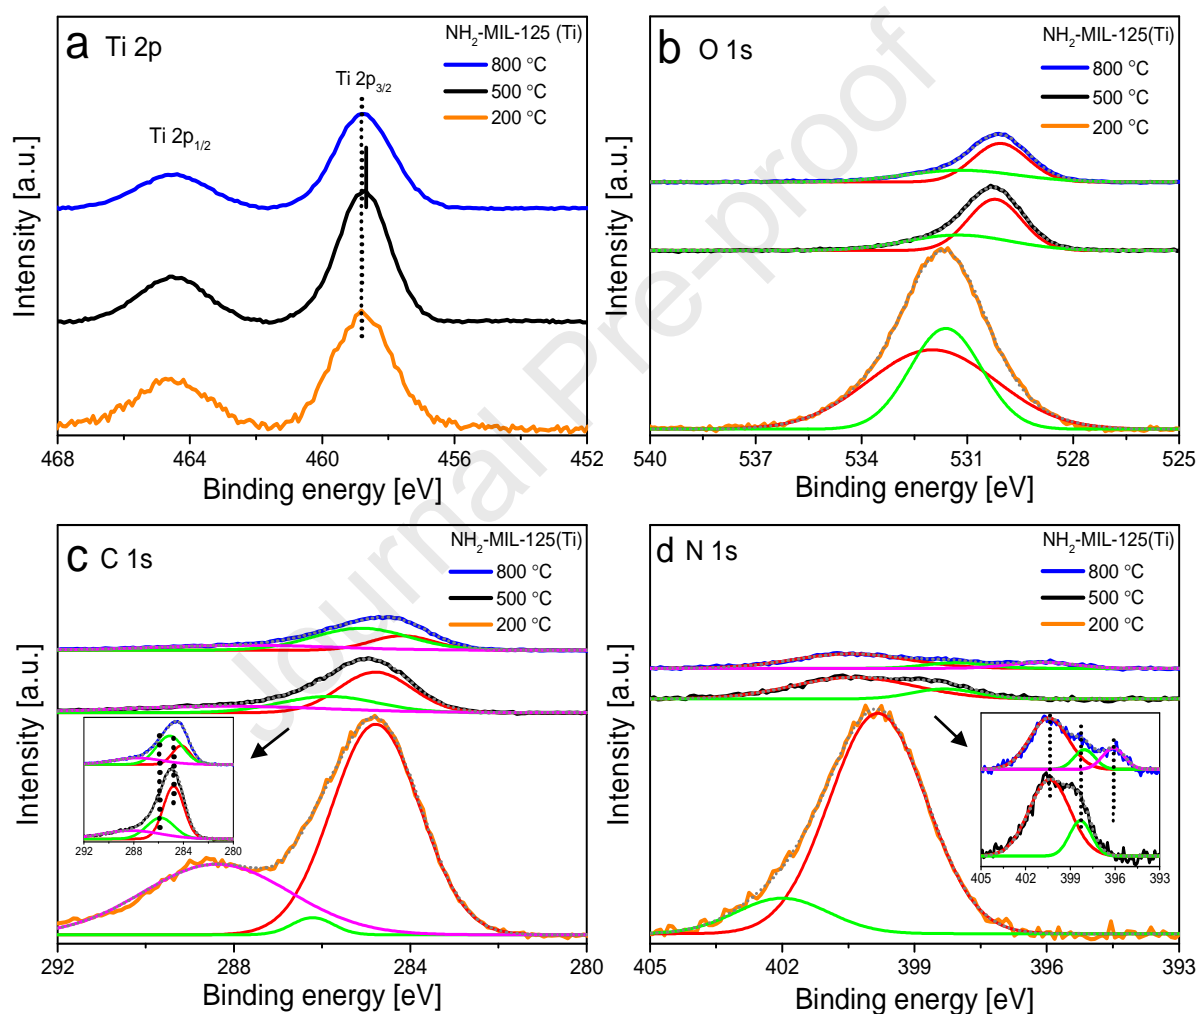 a Ti 2p
NH2-MIL-125 (Ti)
800 °C
500 °C
200 °C
Ti 2p3/2
Ti 2p1/2
Intensity [a.u.]
468 464 460 456 452
Binding energy [eV]
b O 1s
NH2-MIL-125(Ti)
800 °C
500 °C
200 °C
Intensity [a.u.]
540 537 534 531 528 525
Binding energy [eV]
c C 1s
NH2-MIL-125(Ti)
800 °C
500 °C
200 °C
Intensity [a.u.]
292 288 284 280
292 288 284 280
Binding energy [eV]
d N 1s
NH2-MIL-125(Ti)
800 °C
500 °C
200 °C
Intensity [a.u.]
405 402 399 396 393
405 402 399 396 393
Binding energy [eV]
Journal Pre-proof